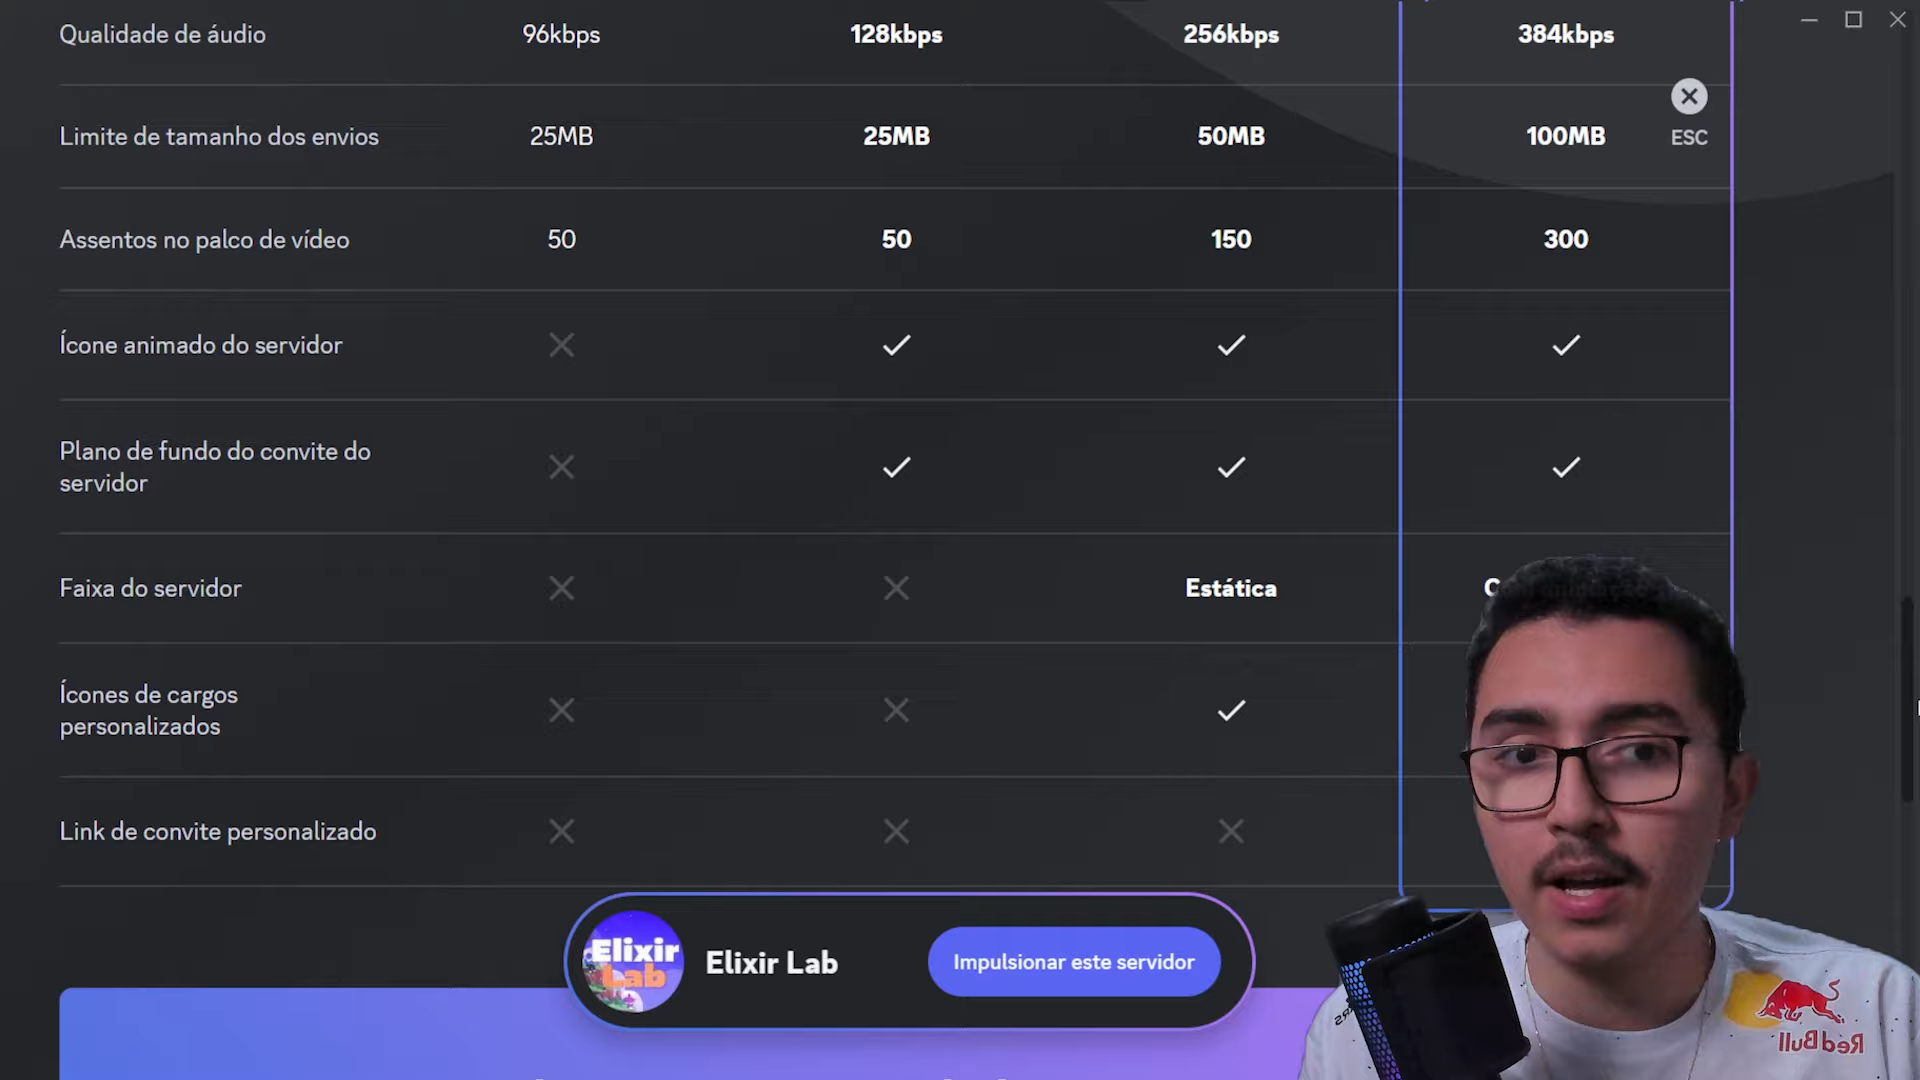 Qualidade de áudio 96kbps 128kbps 256kbps 384kbps
Limite de tamanho dos envios 25MB 25MB 50MB 100MB
ESC
Assentos no palco de vídeo 50 50 150 300
Ícone animado do servidor
Plano de fundo do convite do
servidor
Faixa do servidor Estática
Ícones de cargos
personalizados
Link de convite personalizado
Elixir
Lab
Elixir Lab
Impulsionar este servidor
Red Bull